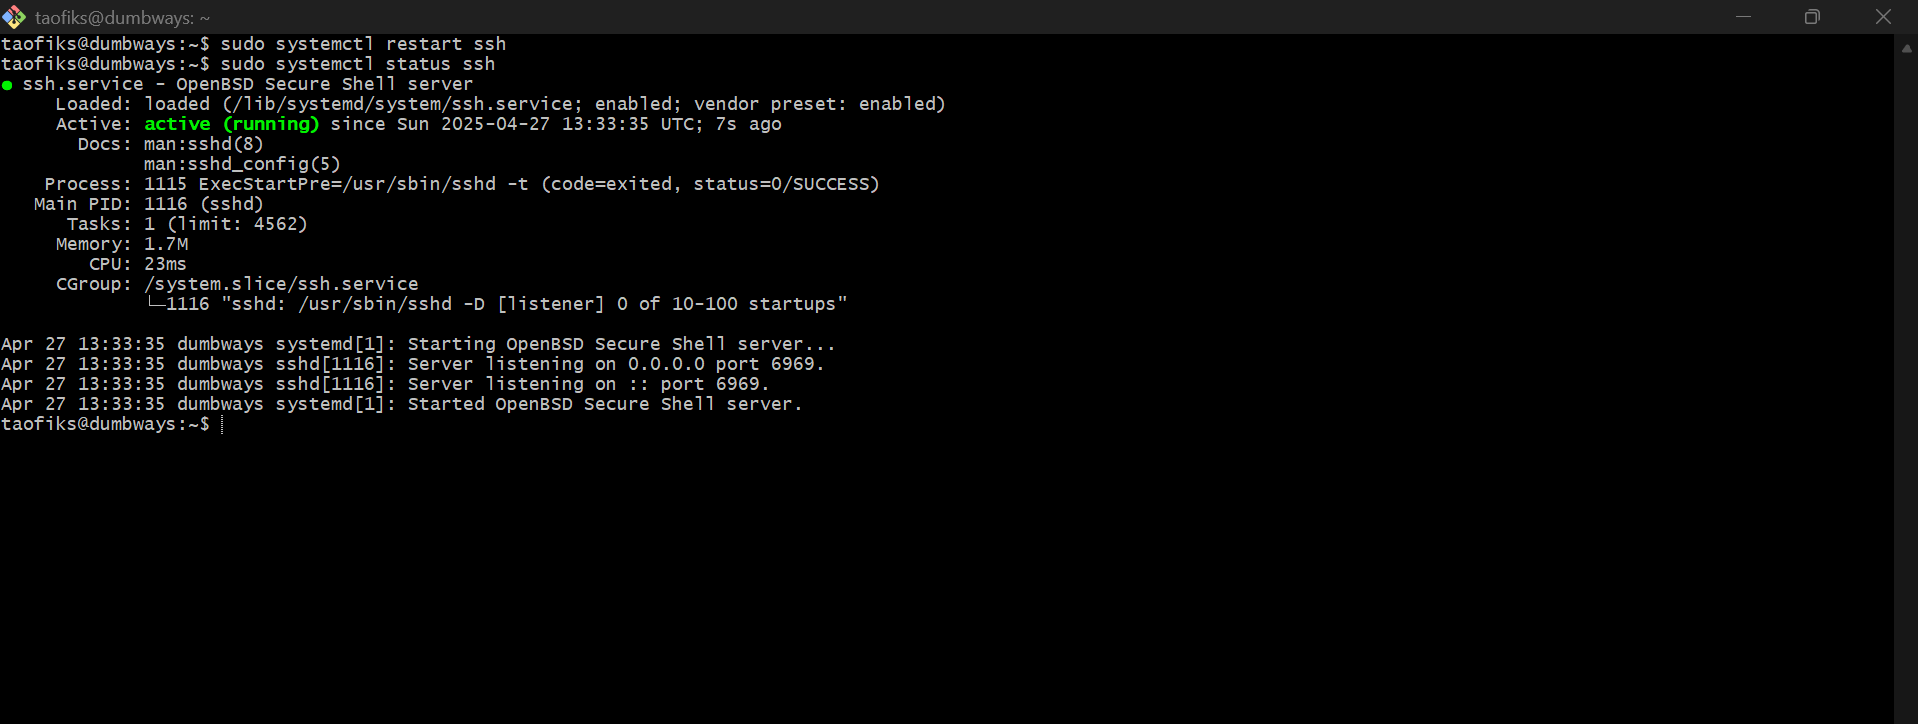 taofiks@dumbways: ~
taofiks@dumbways:~$ sudo systemctl restart ssh
taofiks@dumbways:~$ sudo systemctl status ssh
● ssh.service - OpenBSD Secure Shell server
     Loaded: loaded (/lib/systemd/system/ssh.service; enabled; vendor preset: enabled)
     Active: active (running) since Sun 2025-04-27 13:33:35 UTC; 7s ago
       Docs: man:sshd(8)
             man:sshd_config(5)
    Process: 1115 ExecStartPre=/usr/sbin/sshd -t (code=exited, status=0/SUCCESS)
   Main PID: 1116 (sshd)
      Tasks: 1 (limit: 4562)
     Memory: 1.7M
        CPU: 23ms
     CGroup: /system.slice/ssh.service
             └─1116 "sshd: /usr/sbin/sshd -D [listener] 0 of 10-100 startups"

Apr 27 13:33:35 dumbways systemd[1]: Starting OpenBSD Secure Shell server...
Apr 27 13:33:35 dumbways sshd[1116]: Server listening on 0.0.0.0 port 6969.
Apr 27 13:33:35 dumbways sshd[1116]: Server listening on :: port 6969.
Apr 27 13:33:35 dumbways systemd[1]: Started OpenBSD Secure Shell server.
taofiks@dumbways:~$